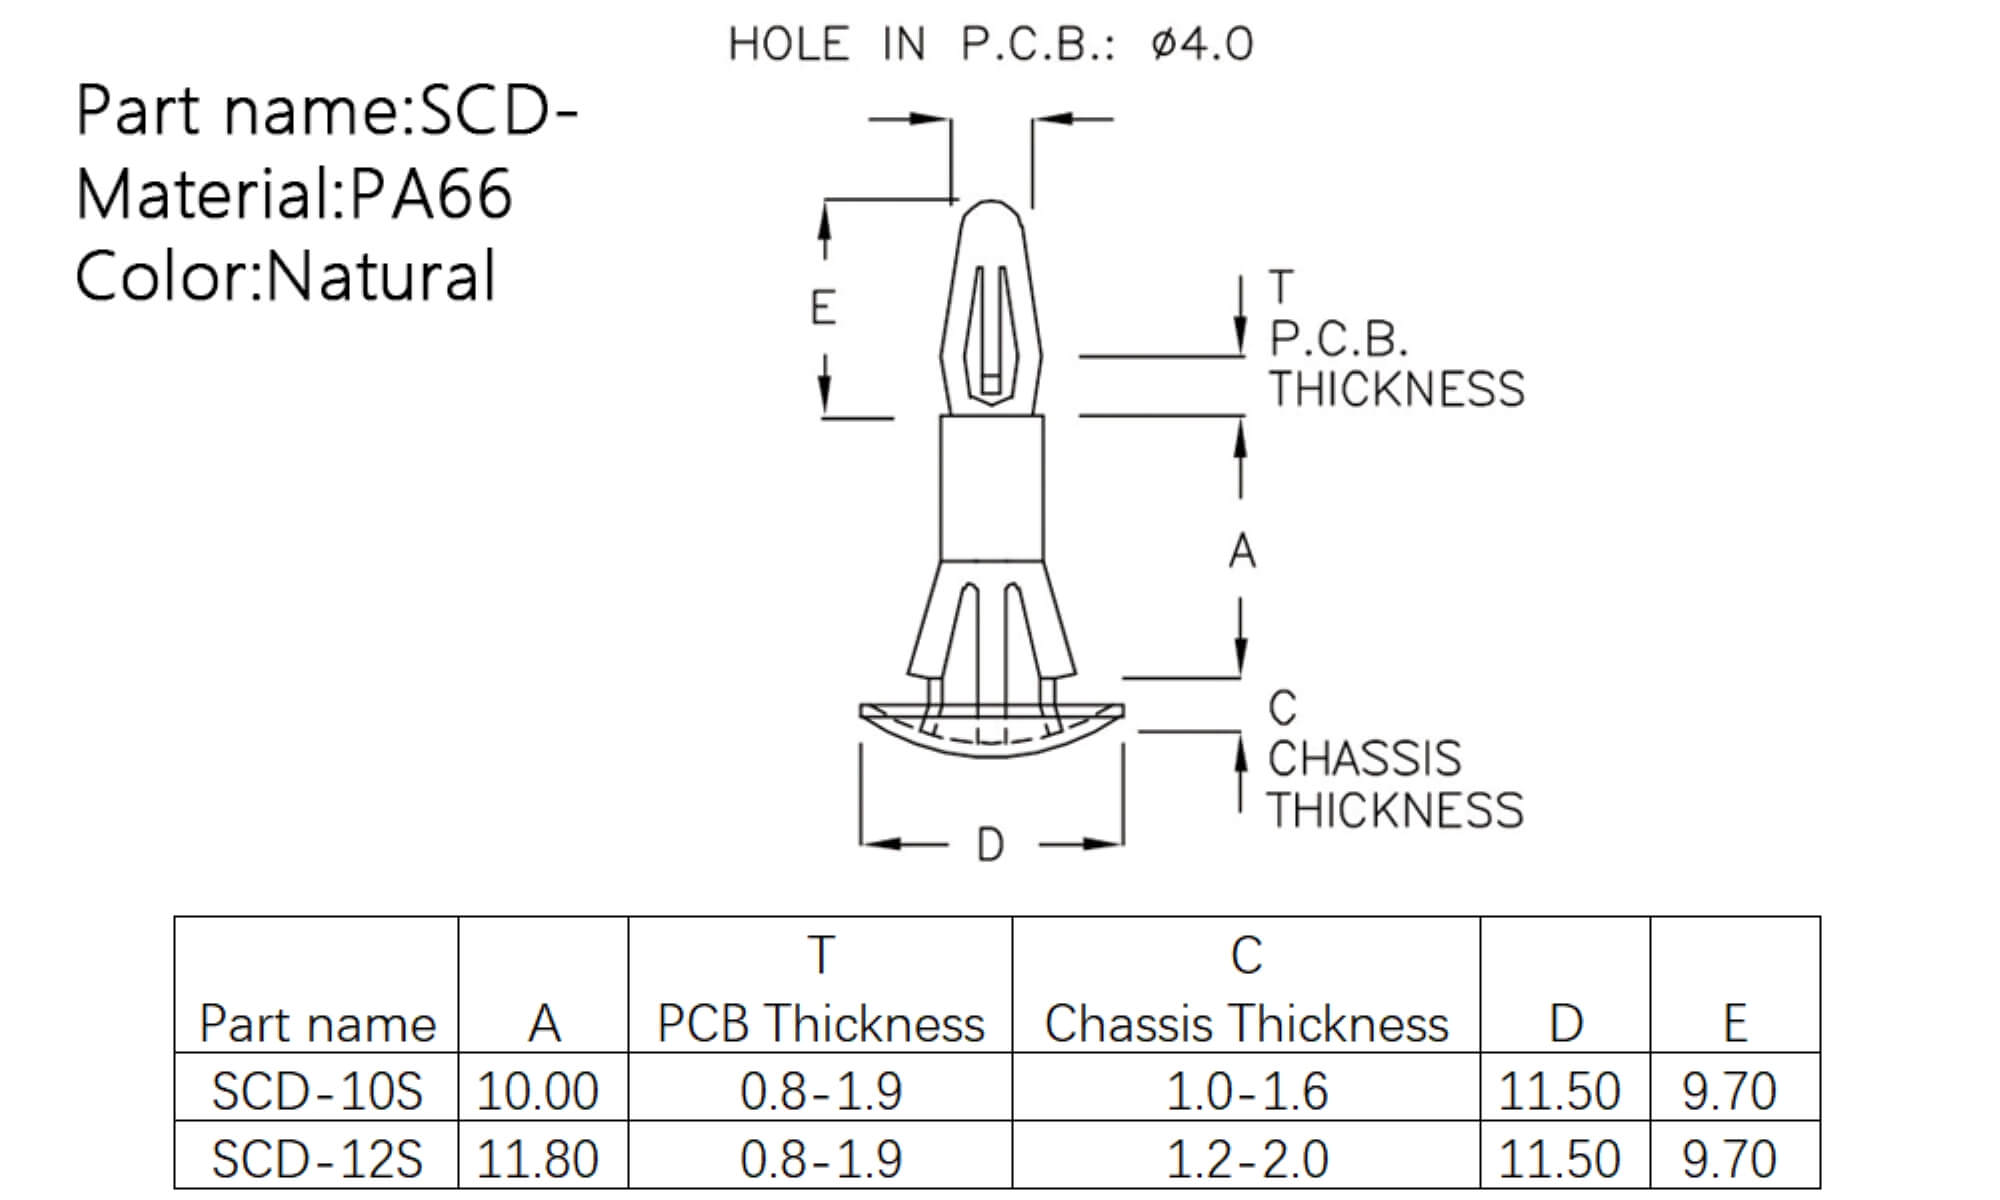 HOLE IN P.C.B.: ø4.0
Part name:SCD-
Material:PA66
Color:Natural
E
T
P.C.B.
THICKNESS
A
C
CHASSIS
THICKNESS
D
Part name A T PCB Thickness C Chassis Thickness D E
SCD-10S 10.00 0.8-1.9 1.0-1.6 11.50 9.70
SCD-12S 11.80 0.8-1.9 1.2-2.0 11.50 9.70